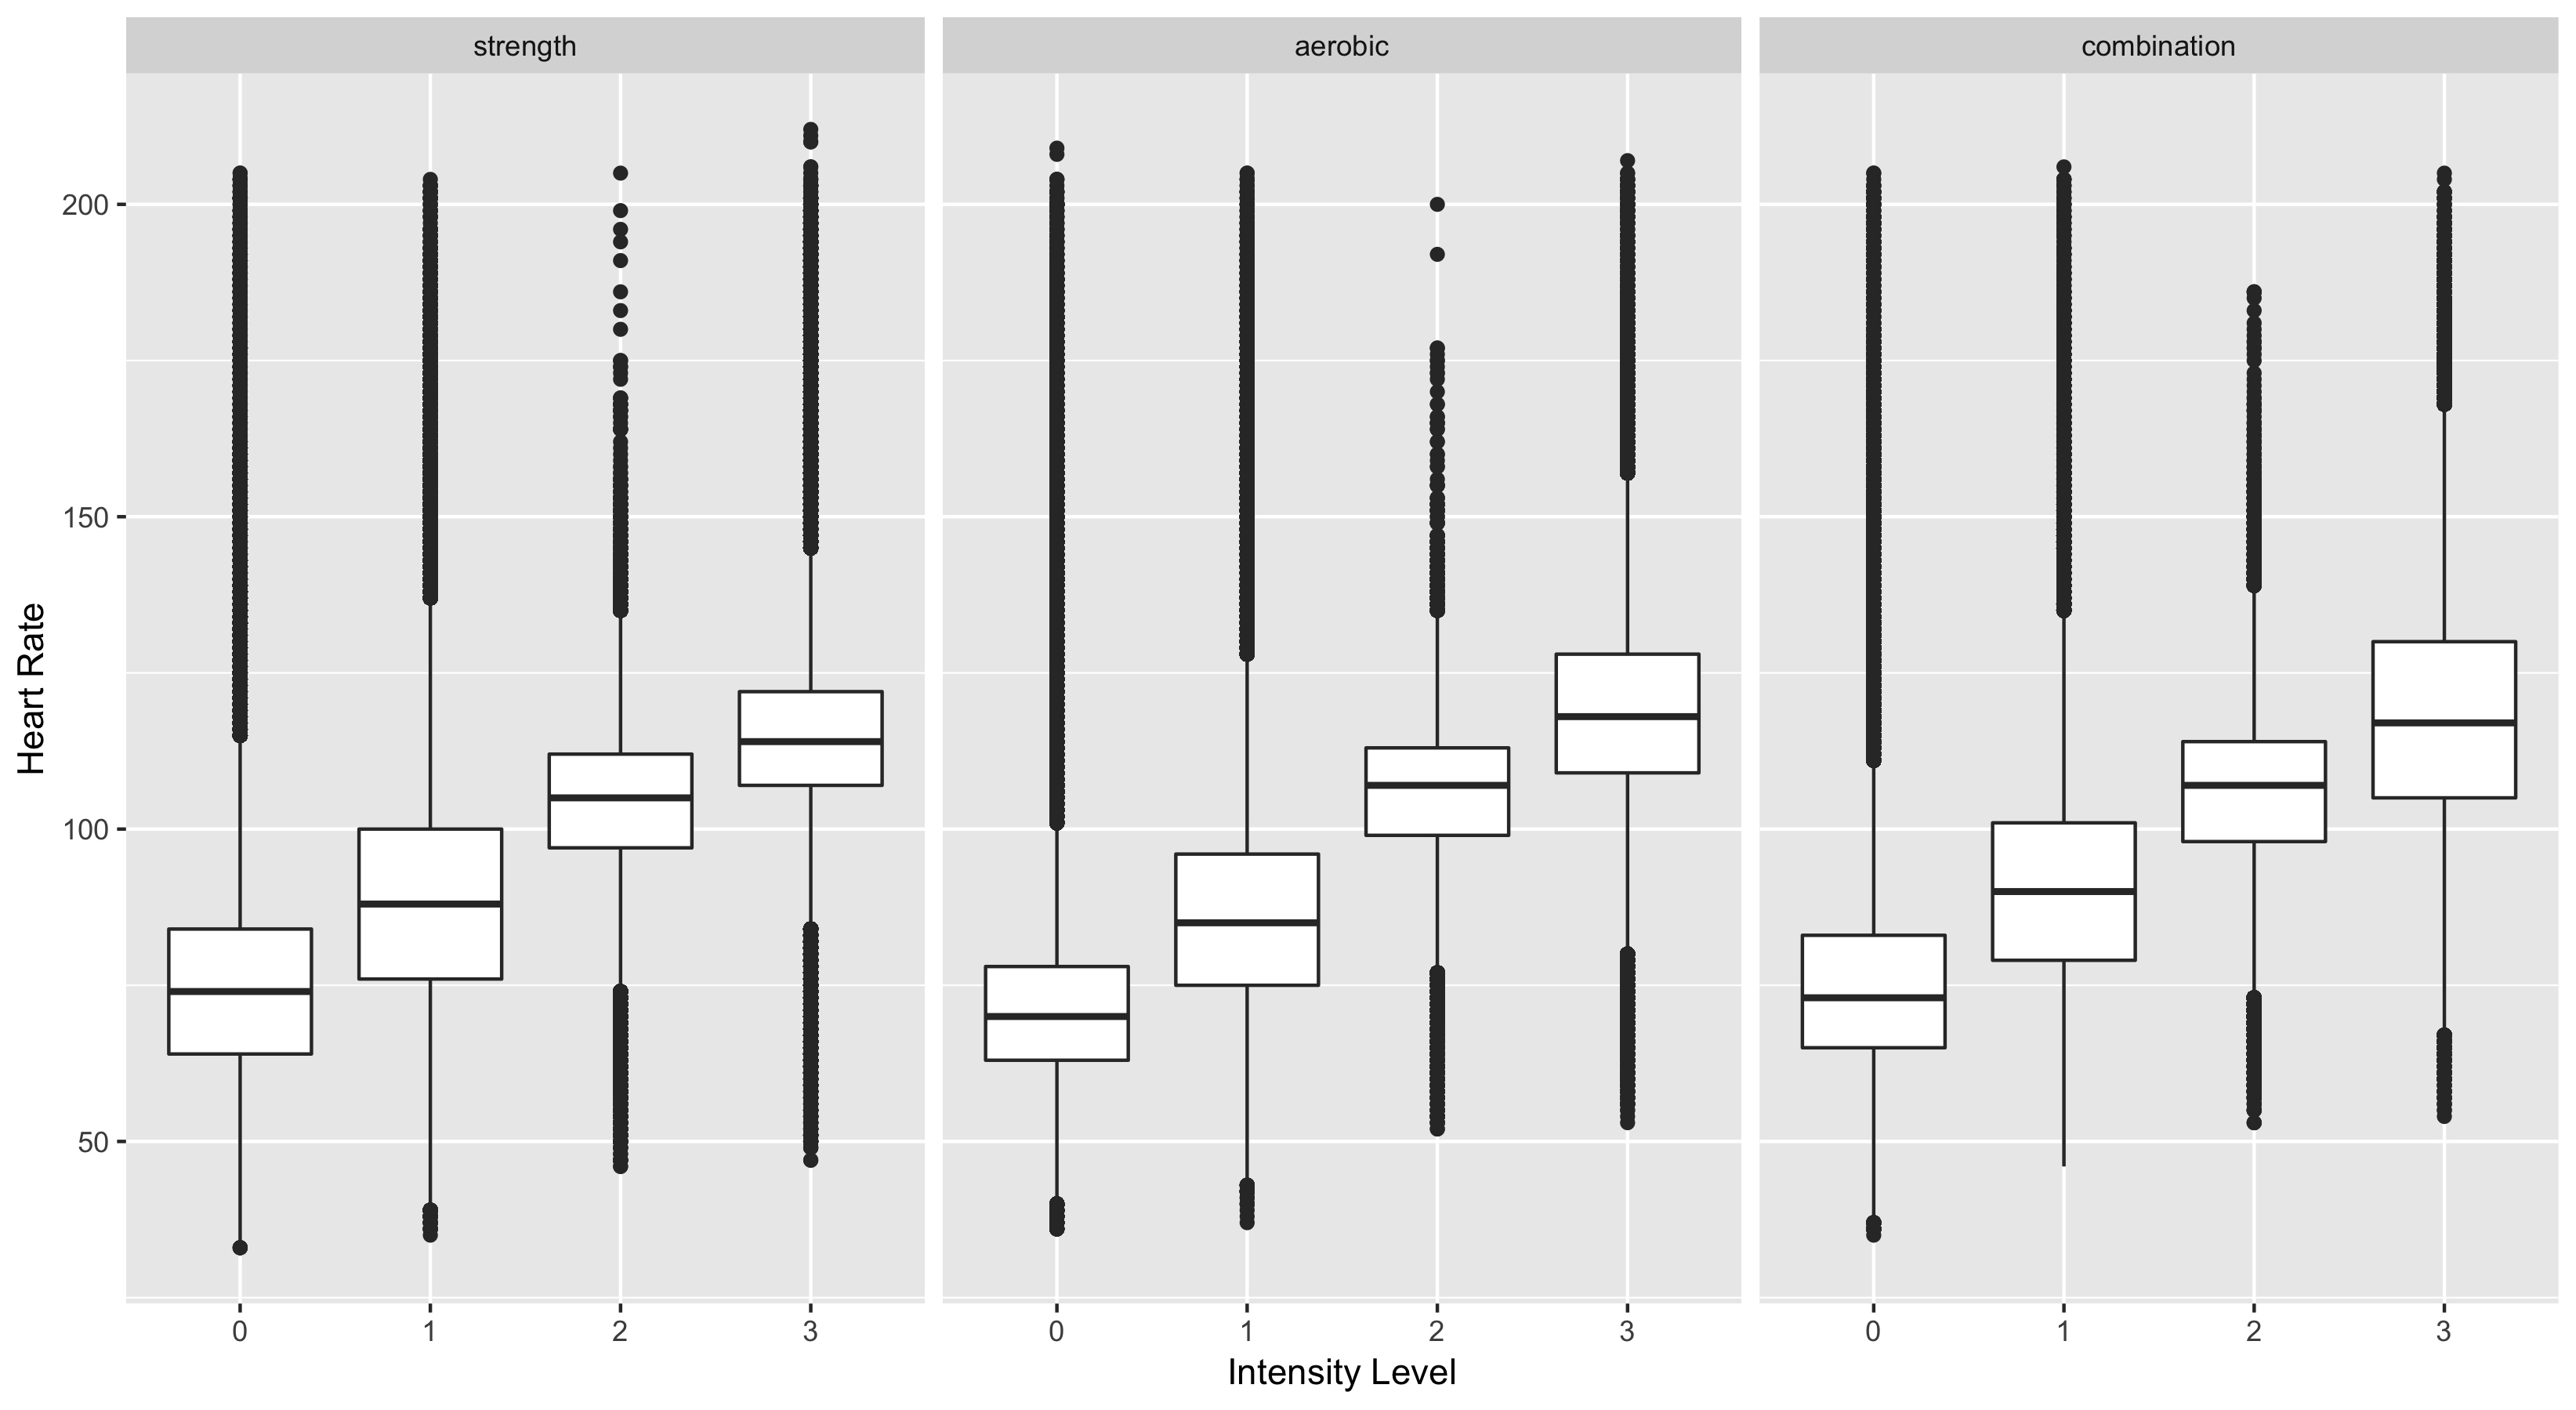 strength aerobic combination
200
150
100
50
Heart Rate
0 1 2 3 0 1 2 3 0 1 2 3
Intensity Level